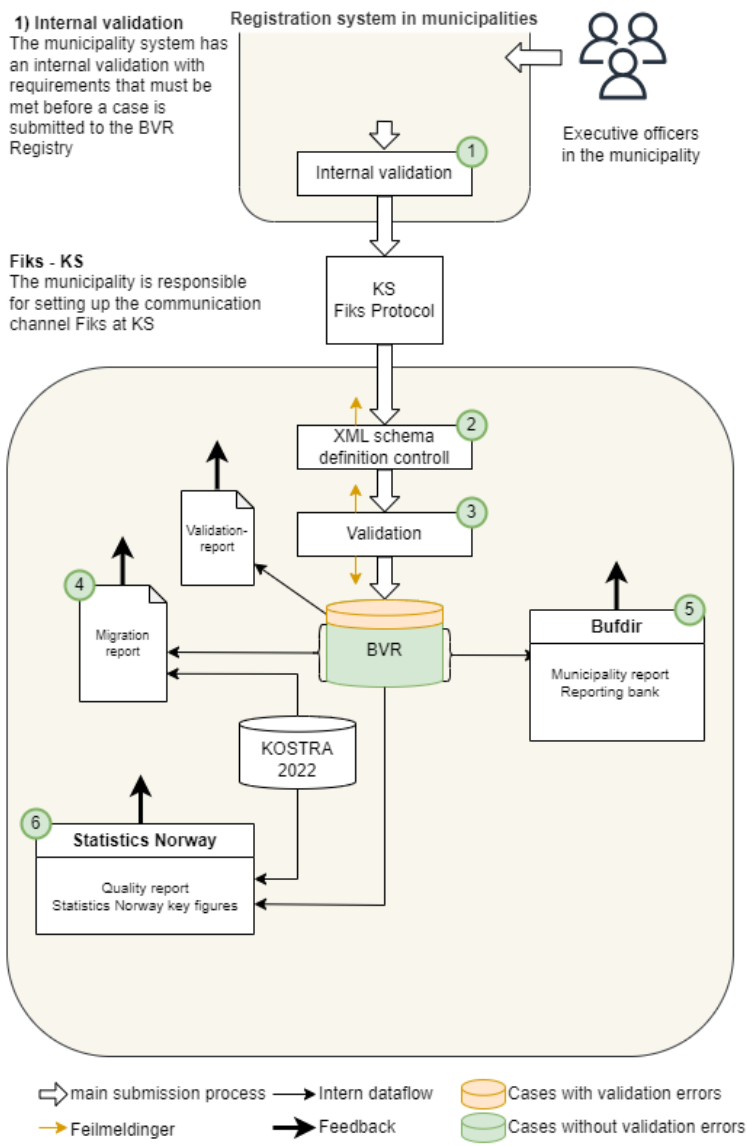 1) Internal validation
The municipality system has
an internal validation with
requirements that must be
met before a case is
submitted to the BVR
Registry
Registration system in municipalities
Executive officers
in the municipality
1
Internal validation
Fiks - KS
The municipality is responsible
for setting up the communication
channel Fiks at KS
KS
Fiks Protocol
2
XML schema
definition controll
3
Validation
Validation-
report
4
Migration
report
BVR
5
Bufdir
Municipality report
Reporting bank
KOSTRA
2022
6
Statistics Norway
Quality report
Statistics Norway key figures
main submission process
Intern dataflow
Cases with validation errors
Feilmeldinger
Feedback
Cases without validation errors